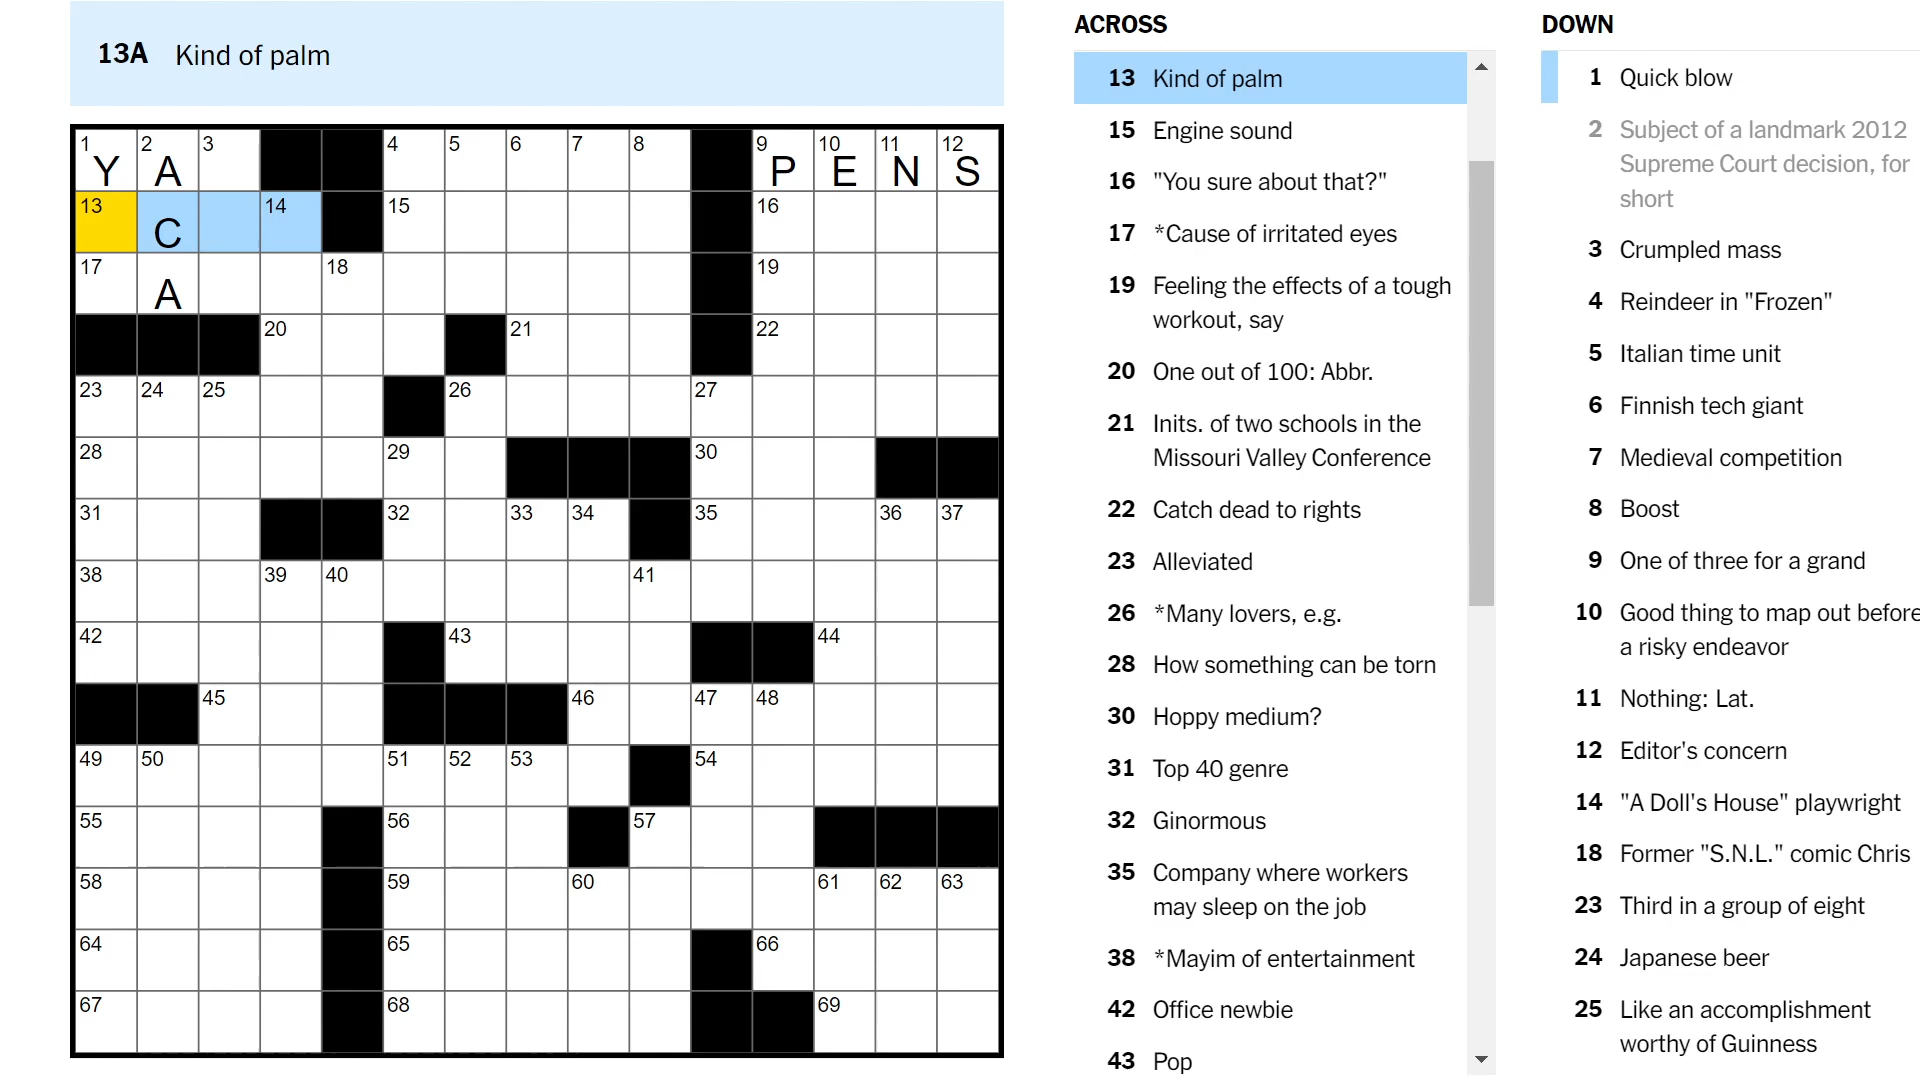 13A Kind of palm
1 2 3 4 5 6 7 8 9 10 11 12
Y A P E N S
13 14 15 16
C
17 18 19
A
20 21 22
23 24 25 26 27
28 29 30
31 32 33 34 35 36 37
38 39 40 41
42 43 44
45 46 47 48
49 50 51 52 53 54
55 56 57
58 59 60 61 62 63
64 65 66
67 68 69
ACROSS
13 Kind of palm
15 Engine sound
16 "You sure about that?"
17 *Cause of irritated eyes
19 Feeling the effects of a tough
workout, say
20 One out of 100: Abbr.
21 Inits. of two schools in the
Missouri Valley Conference
22 Catch dead to rights
23 Alleviated
26 *Many lovers, e.g.
28 How something can be torn
30 Hoppy medium?
31 Top 40 genre
32 Ginormous
35 Company where workers
may sleep on the job
38 *Mayim of entertainment
42 Office newbie
43 Pop
DOWN
1 Quick blow
2 Subject of a landmark 2012
Supreme Court decision, for
short
3 Crumpled mass
4 Reindeer in "Frozen"
5 Italian time unit
6 Finnish tech giant
7 Medieval competition
8 Boost
9 One of three for a grand
10 Good thing to map out before
a risky endeavor
11 Nothing: Lat.
12 Editor's concern
14 "A Doll's House" playwright
18 Former "S.N.L." comic Chris
23 Third in a group of eight
24 Japanese beer
25 Like an accomplishment
worthy of Guinness